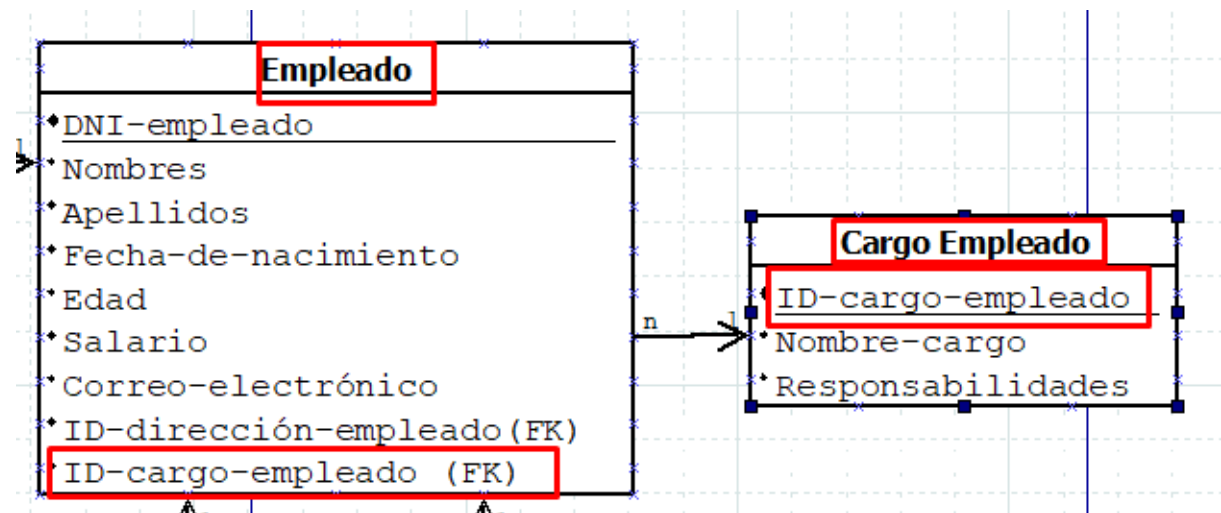 Empleado
DNI-empleado
1
Nombres
Apellidos
Fecha-de-nacimiento
Edad
Salario
Correo-electrónico
ID-dirección-empleado(FK)
ID-cargo-empleado (FK)
n
1
Cargo Empleado
ID-cargo-empleado
Nombre-cargo
Responsabilidades